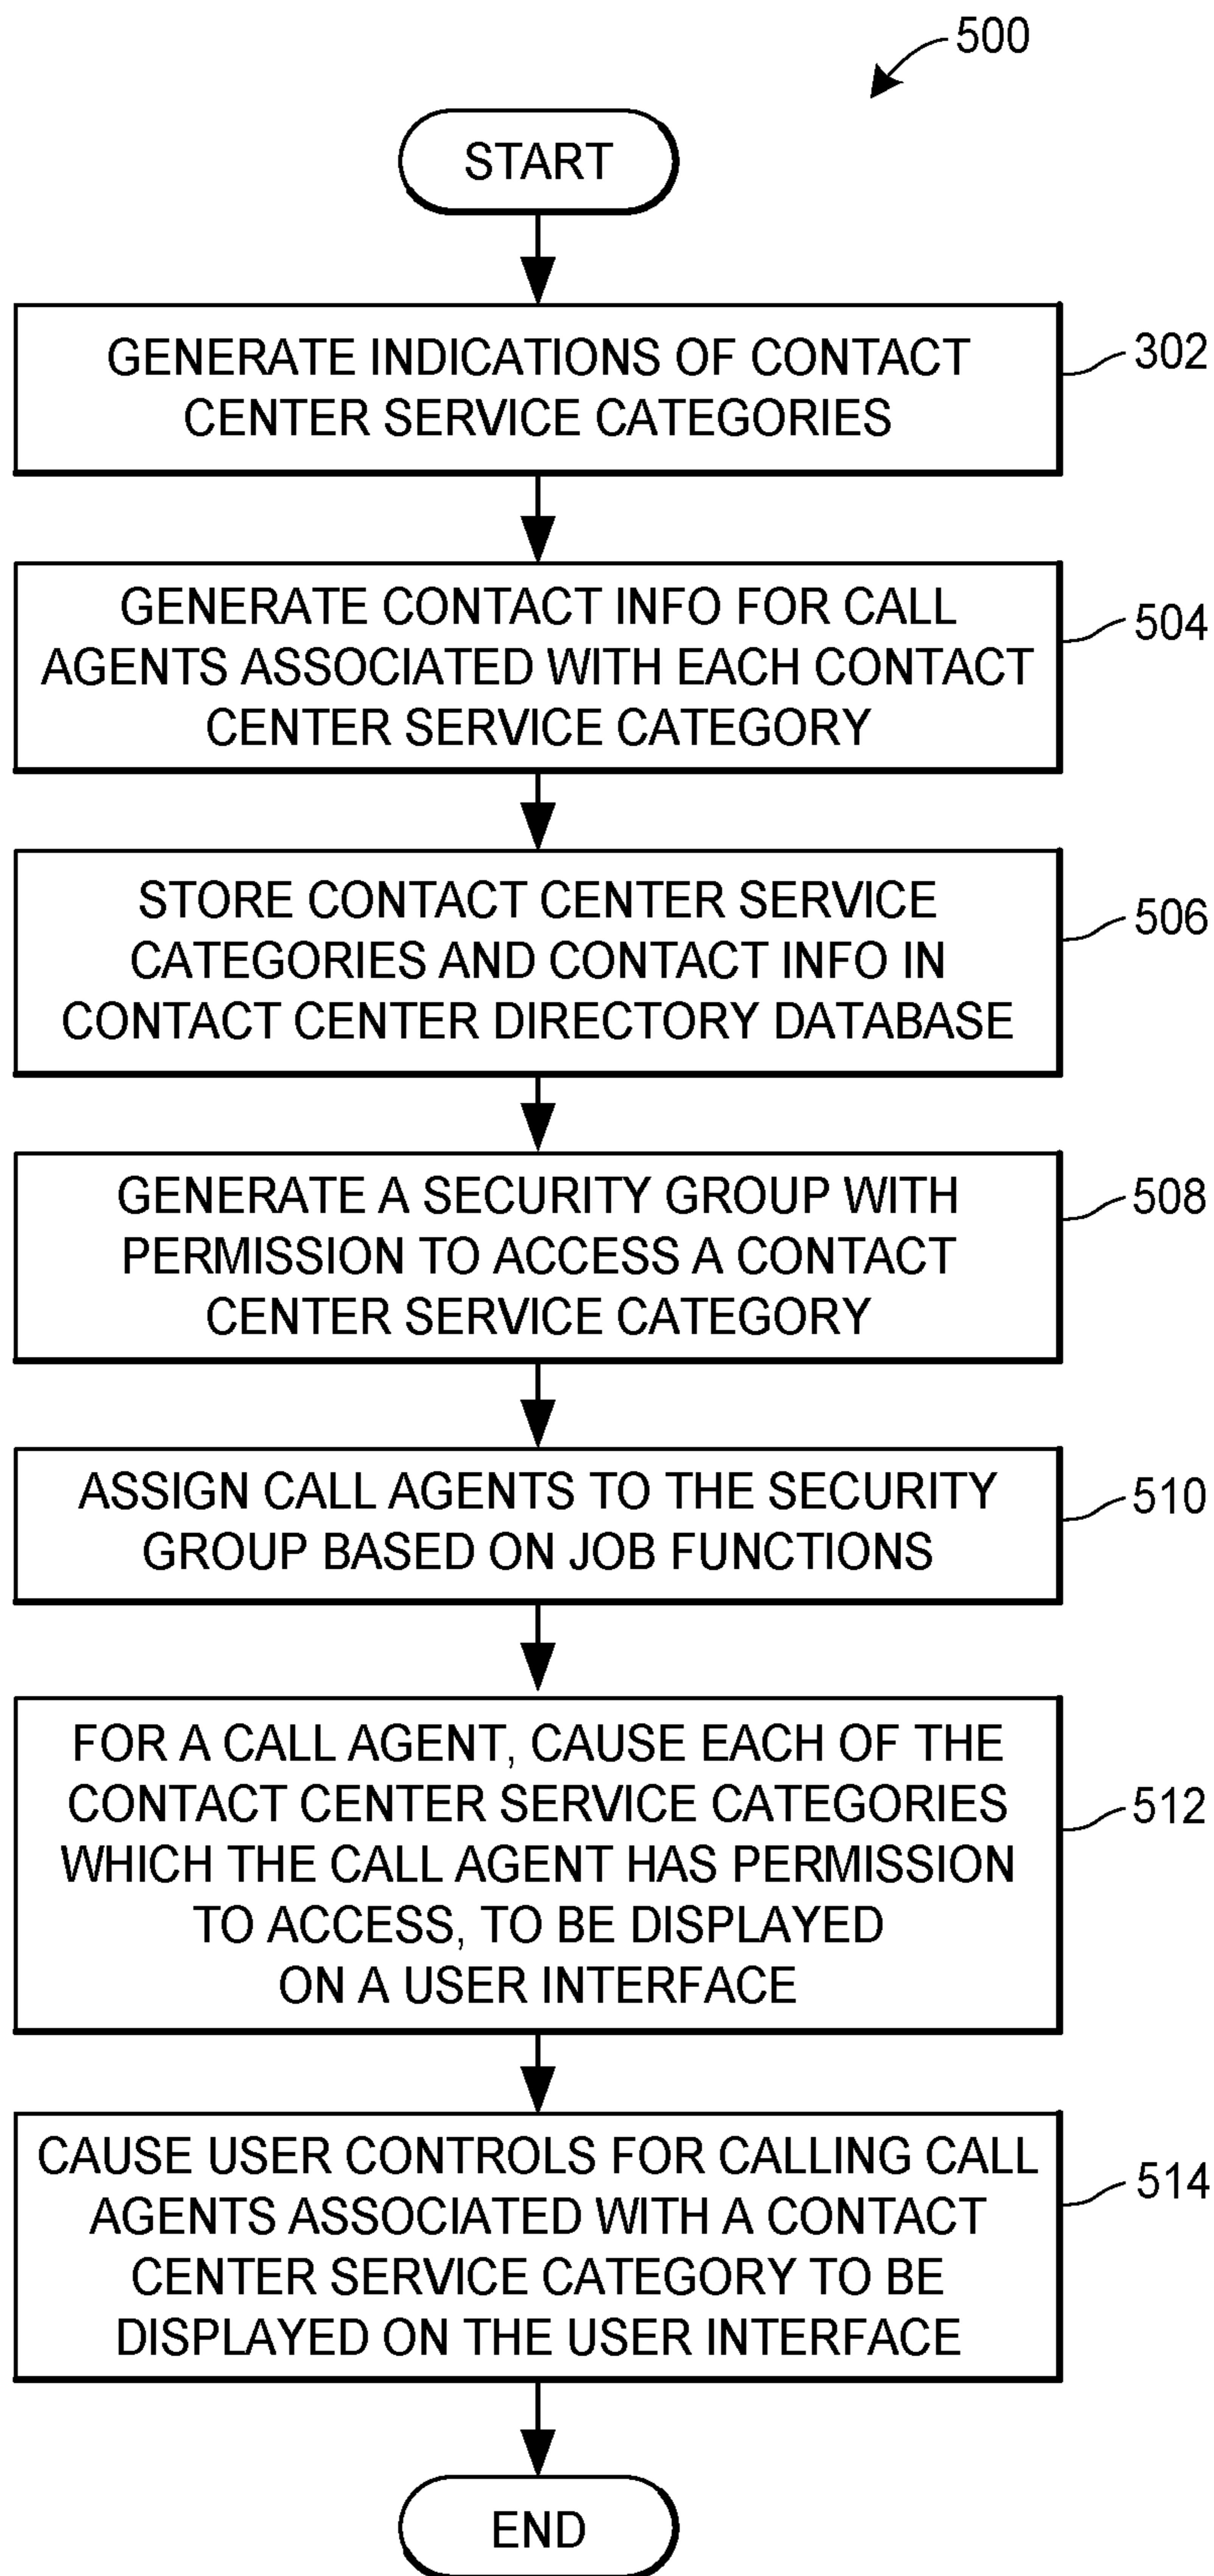 500
START
GENERATE INDICATIONS OF CONTACT
CENTER SERVICE CATEGORIES
302
GENERATE CONTACT INFO FOR CALL
AGENTS ASSOCIATED WITH EACH CONTACT
CENTER SERVICE CATEGORY
504
STORE CONTACT CENTER SERVICE
CATEGORIES AND CONTACT INFO IN
CONTACT CENTER DIRECTORY DATABASE
506
GENERATE A SECURITY GROUP WITH
PERMISSION TO ACCESS A CONTACT
CENTER SERVICE CATEGORY
508
ASSIGN CALL AGENTS TO THE SECURITY
GROUP BASED ON JOB FUNCTIONS
510
FOR A CALL AGENT, CAUSE EACH OF THE
CONTACT CENTER SERVICE CATEGORIES
WHICH THE CALL AGENT HAS PERMISSION
TO ACCESS, TO BE DISPLAYED
ON A USER INTERFACE
512
CAUSE USER CONTROLS FOR CALLING CALL
AGENTS ASSOCIATED WITH A CONTACT
CENTER SERVICE CATEGORY TO BE
DISPLAYED ON THE USER INTERFACE
514
END